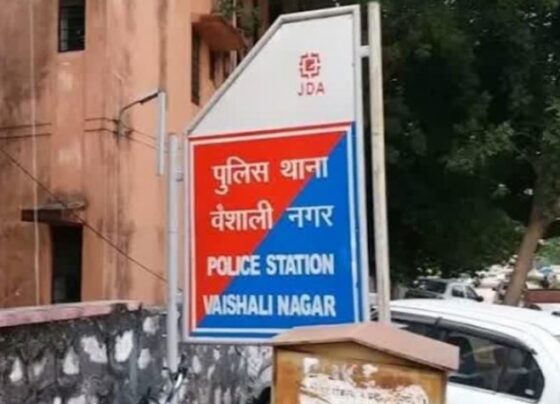 JDA
पुलिस थाना
वैशाली नगर
POLICE STATION
VAISHALI NAGAR